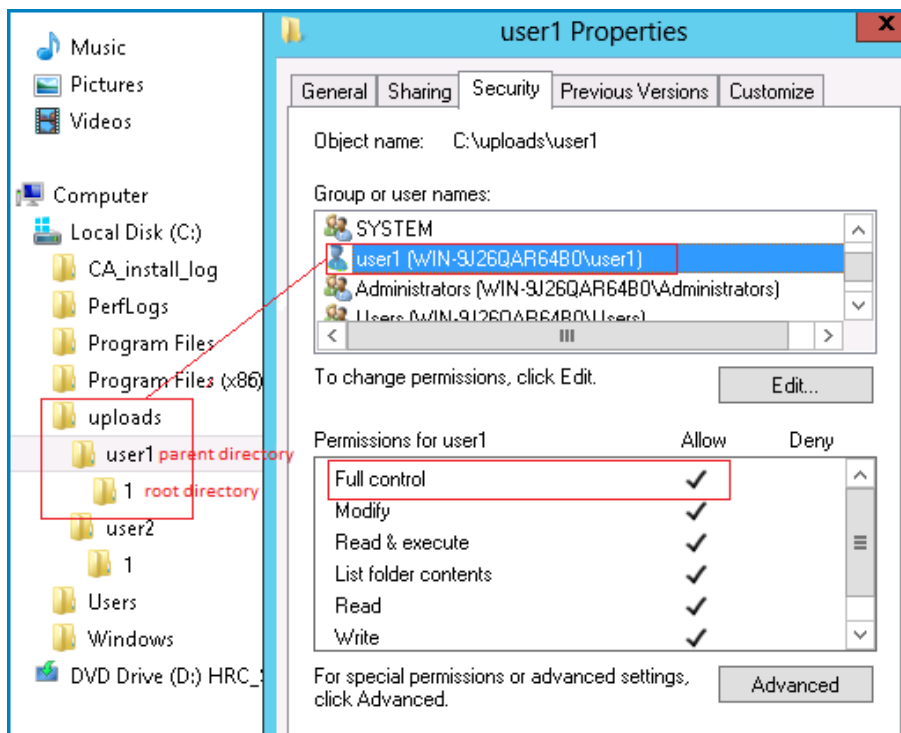 Music
Pictures
Videos
Computer
Local Disk (C:)
CA_install_log
PerfLogs
Program Files
Program Files (x86)
uploads
user1 parent directory
1 root directory
user2
1
Users
Windows
DVD Drive (D:) HRC_
user1 Properties
X
General Sharing Security Previous Versions Customize
Object name: C:\uploads\user1
Group or user names:
SYSTEM
user1 (WIN-9J26QAR64B0\user1)
Administrators (WIN-9J26QAR64B0\Administrators)
Users (WIN-9J26QAR64B0\Users)
To change permissions, click Edit.
Edit...
Permissions for user1 Allow Deny
Full control
Modify
Read & execute
List folder contents
Read
Write
For special permissions or advanced settings,
click Advanced.
Advanced